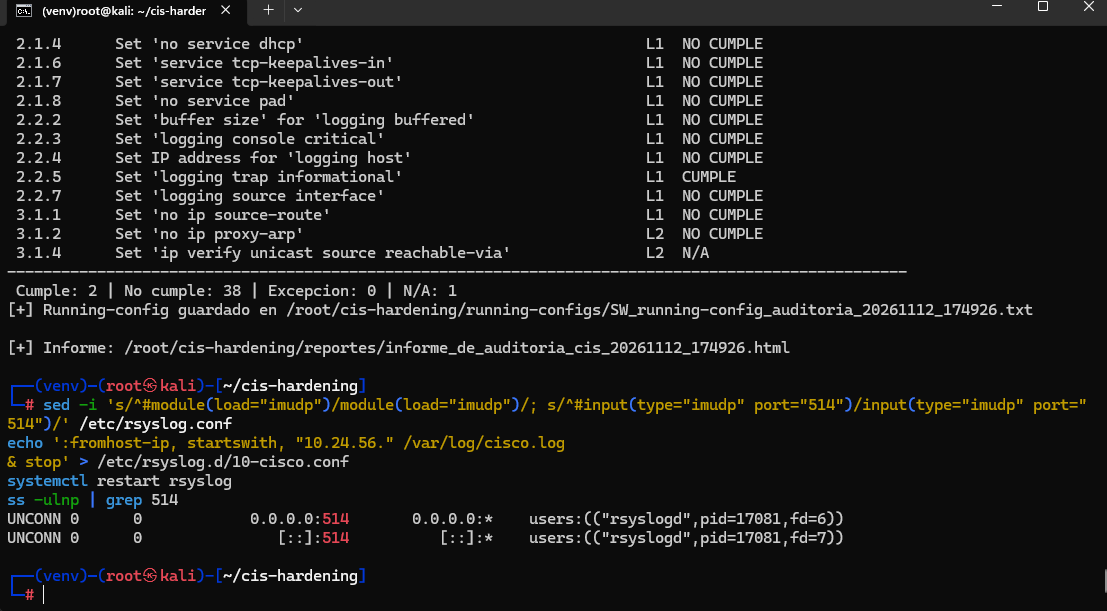 (venv)root@kali: ~/cis-harder
2.1.4 Set 'no service dhcp' L1 NO CUMPLE
2.1.6 Set 'service tcp-keepalives-in' L1 NO CUMPLE
2.1.7 Set 'service tcp-keepalives-out' L1 NO CUMPLE
2.1.8 Set 'no service pad' L1 NO CUMPLE
2.2.2 Set 'buffer size' for 'logging buffered' L1 NO CUMPLE
2.2.3 Set 'logging console critical' L1 NO CUMPLE
2.2.4 Set IP address for 'logging host' L1 NO CUMPLE
2.2.5 Set 'logging trap informational' L1 CUMPLE
2.2.7 Set 'logging source interface' L1 NO CUMPLE
3.1.1 Set 'no ip source-route' L1 NO CUMPLE
3.1.2 Set 'no ip proxy-arp' L2 NO CUMPLE
3.1.4 Set 'ip verify unicast source reachable-via' L2 N/A
----------------------------------------------------------------------------------------------------
Cumple: 2 | No cumple: 38 | Excepcion: 0 | N/A: 1
[+] Running-config guardado en /root/cis-hardening/running-configs/SW_running-config_auditoria_20261112_174926.txt
[+] Informe: /root/cis-hardening/reportes/informe_de_auditoria_cis_20261112_174926.html
┌──(venv)-(root㉿kali)-[~/cis-hardening]
└─# sed -i 's/^#module(load="imudp")/module(load="imudp")/; s/^#input(type="imudp" port="514")/input(type="imudp" port="
514")/' /etc/rsyslog.conf
echo ':fromhost-ip, startswith, "10.24.56." /var/log/cisco.log
& stop' > /etc/rsyslog.d/10-cisco.conf
systemctl restart rsyslog
ss -ulnp | grep 514
UNCONN 0 0 0.0.0.0:514 0.0.0.0:* users:(("rsyslogd",pid=17081,fd=6))
UNCONN 0 0 [::]:514 [::]:* users:(("rsyslogd",pid=17081,fd=7))
┌──(venv)-(root㉿kali)-[~/cis-hardening]
└─#